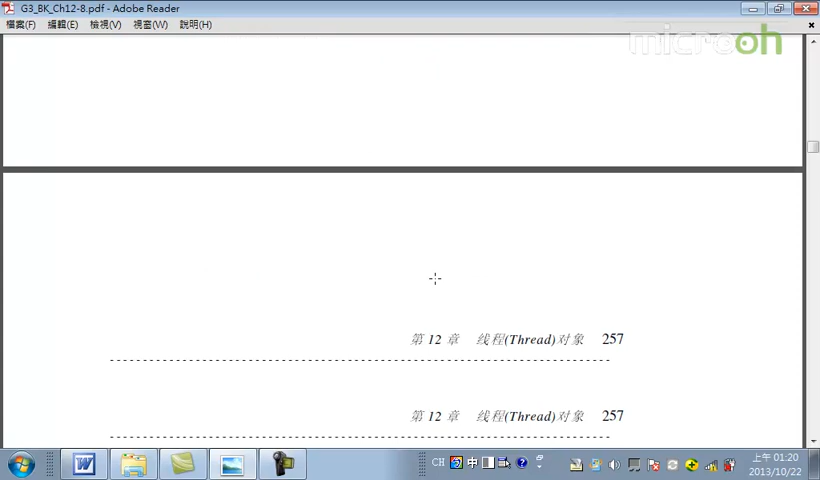 G3_BK_Ch12-8.pdf - Adobe Reader
檔案(F) 編輯(E) 檢視(V) 視窗(W) 說明(H)
microoh
第 12 章 线程(Thread)对象 257
第 12 章 线程(Thread)对象 257
CH 中
上午 01:20
2013/10/22